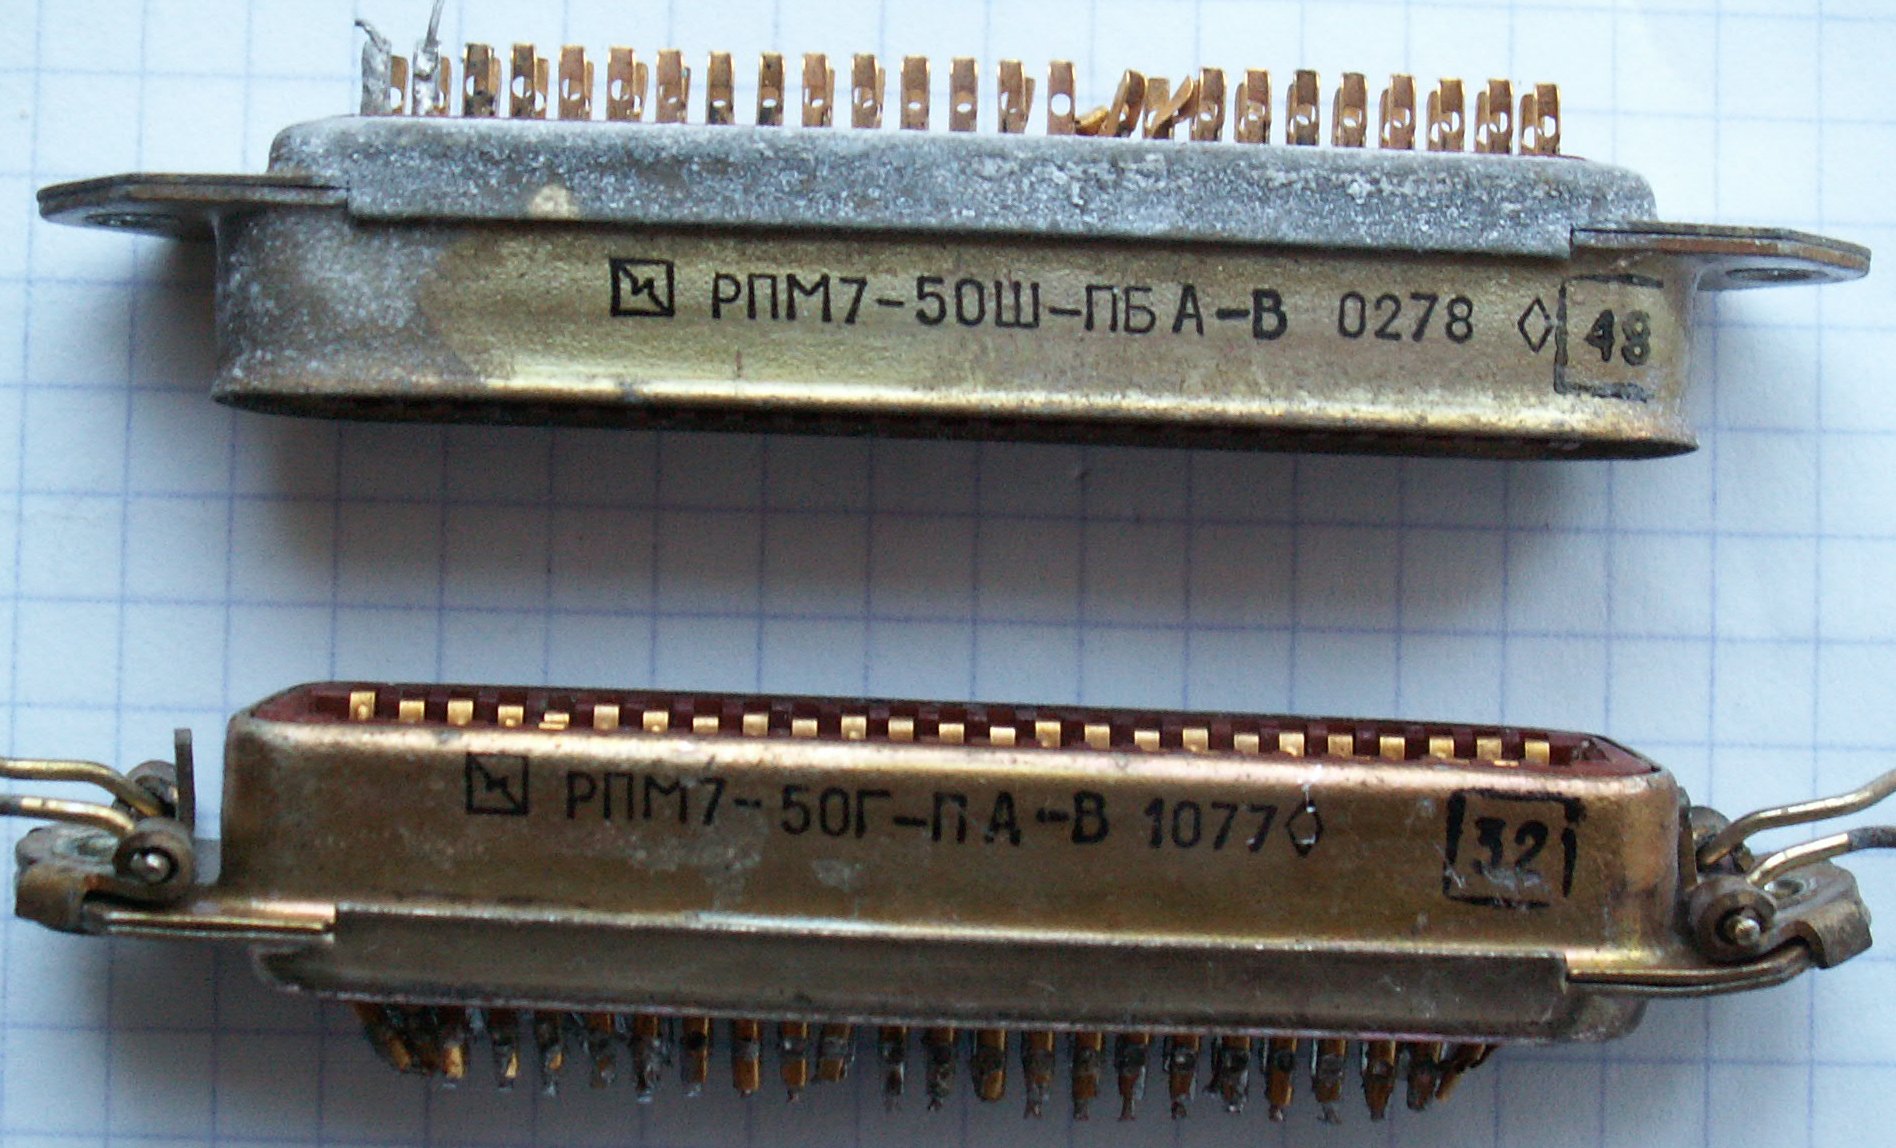 РПМ7-50Ш-ПБ А-В 0278 ◊ 48
РПМ7-50Г-П А-В 1077◊ 32